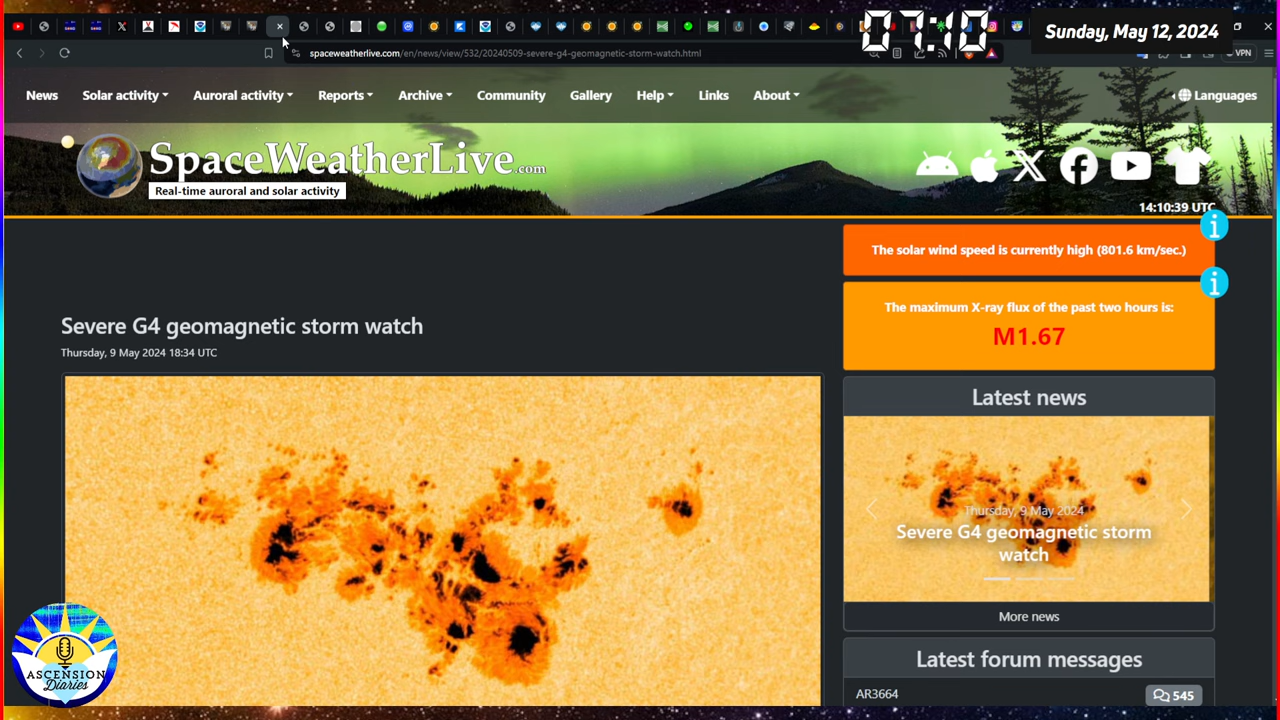 07:10
Sunday, May 12, 2024
spaceweatherlive.com/en/news/view/532/20240509-severe-g4-geomagnetic-storm-watch.html
VPN
News
Solar activity
Auroral activity
Reports
Archive
Community
Gallery
Help
Links
About
Languages
SpaceWeatherLive.com
Real-time auroral and solar activity
14:10:39 UTC
The solar wind speed is currently high (801.6 km/sec.)
The maximum X-ray flux of the past two hours is:
M1.67
Severe G4 geomagnetic storm watch
Thursday, 9 May 2024 18:34 UTC
Latest news
Thursday, 9 May 2024
Severe G4 geomagnetic storm
watch
More news
Latest forum messages
AR3664
545
ASCENSION
Diaries